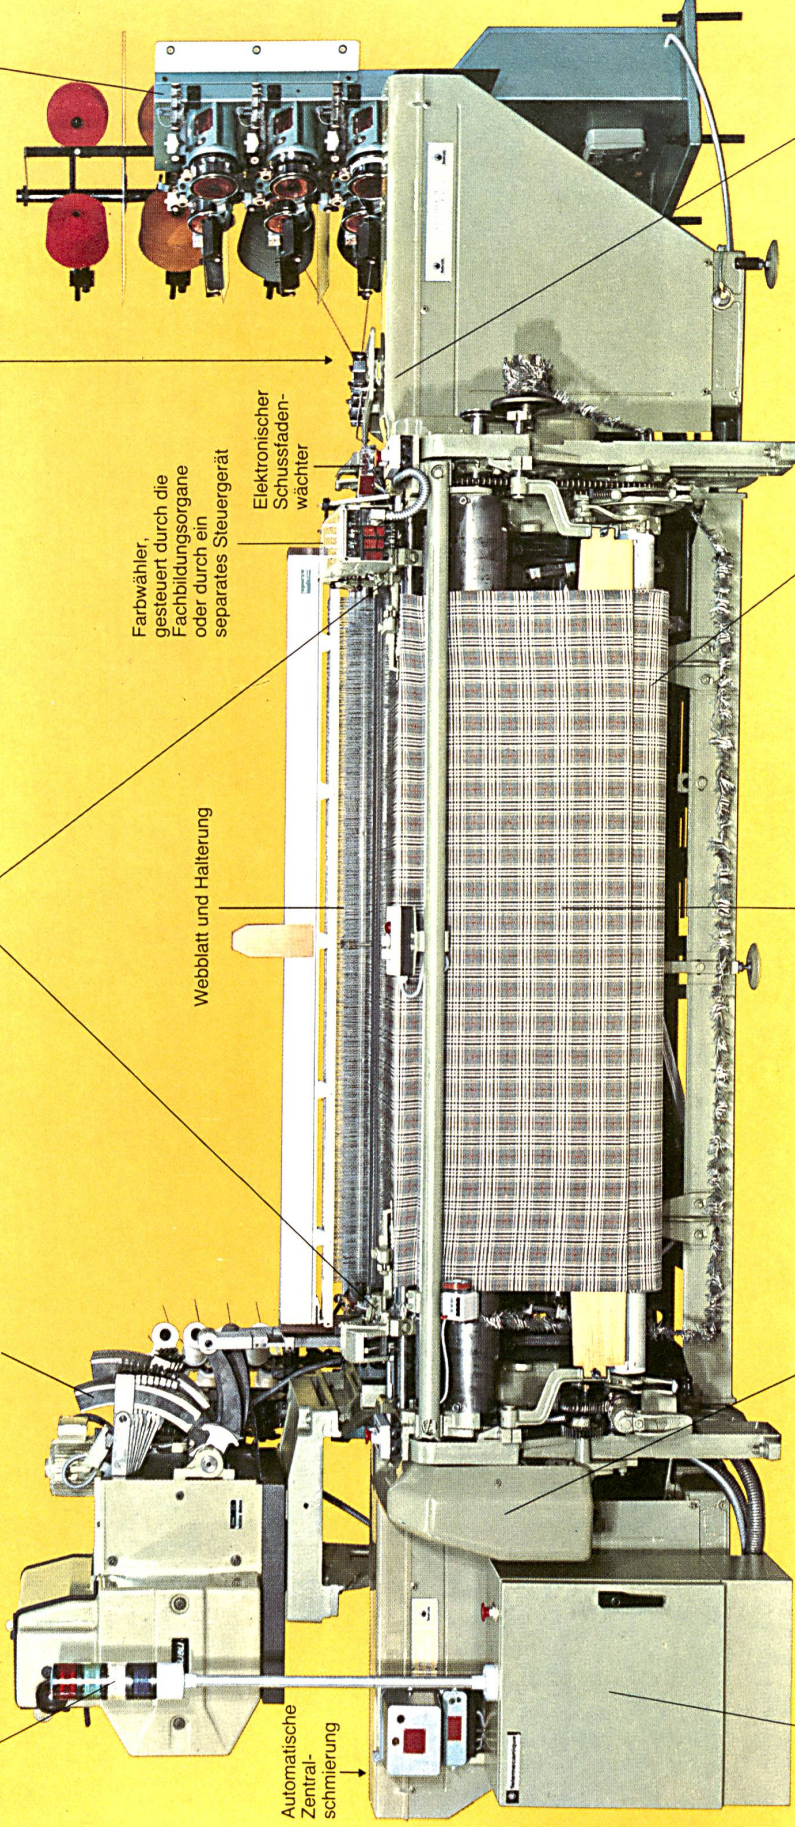 Automatische
Zentral-
schmierung
Webblatt und Halterung
Farbwähler,
gesteuert durch die
Fachbildungsorgane
oder durch ein
separates Steuergerät
Elektronischer
Schussfaden-
wächter